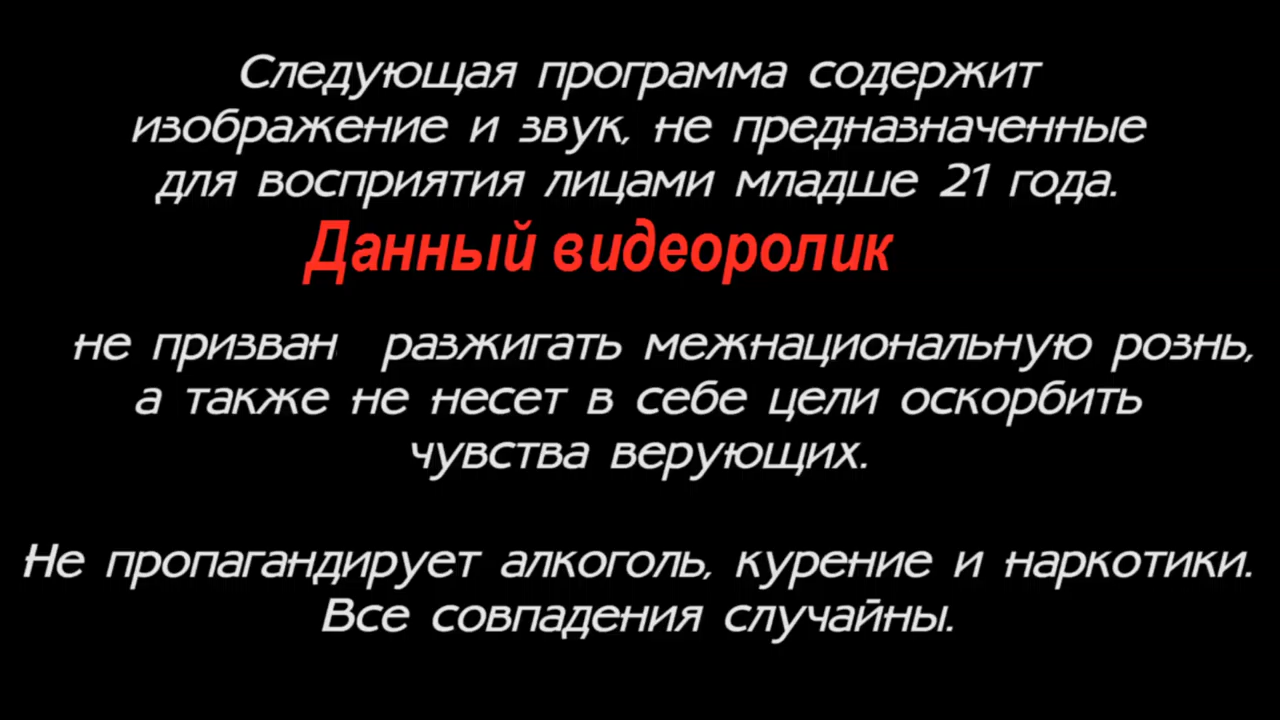 Следующая программа содержит
изображение и звук, не предназначенные
для восприятия лицами младше 21 года.
Данный видеоролик
не призван разжигать межнациональную рознь,
а также не несет в себе цели оскорбить
чувства верующих.
Не пропагандирует алкоголь, курение и наркотики.
Все совпадения случайны.